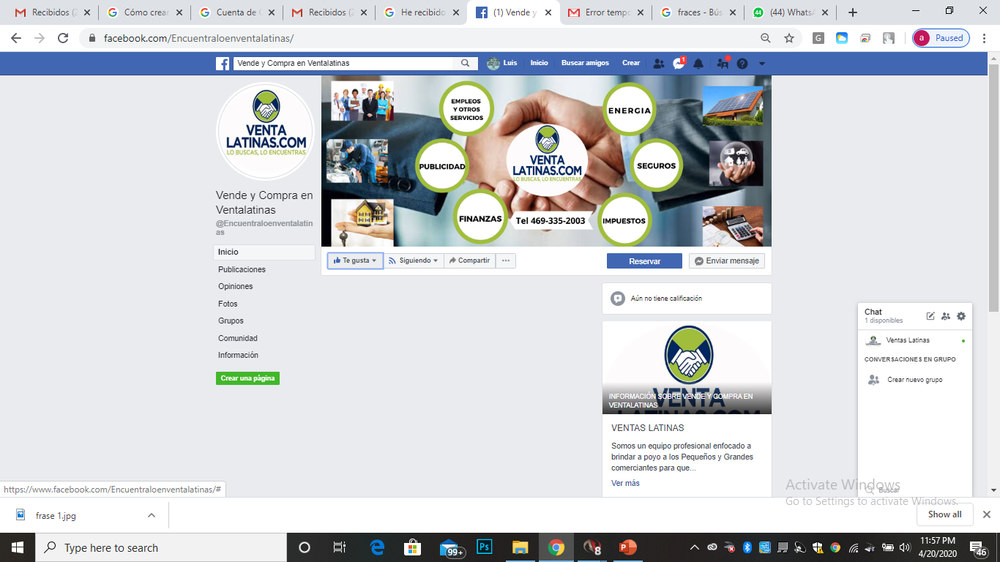 Recibidos (2
Cómo crear
Cuenta de G
Recibidos (2
He recibido
(1) Vende y
Error tempo
fraces - Bús
(44) WhatsA
facebook.com/Encuentraloenventalatinas/
G
a Paused
Vende y Compra en Ventalatinas
Luis
Inicio
Buscar amigos
Crear
1
VENTA
LATINAS.COM
LO BUSCAS, LO ENCUENTRAS
EMPLEOS
Y OTROS
SERVICIOS
ENERGIA
PUBLICIDAD
VENTA
LATINAS.COM
LO BUSCAS, LO ENCUENTRAS
SEGUROS
FINANZAS
Tel 469-335-2003
IMPUESTOS
Vende y Compra en
Ventalatinas
@Encuentraloenventalatin
as
Inicio
Publicaciones
Opiniones
Fotos
Grupos
Comunidad
Información
Crear una página
Te gusta
Siguiendo
Compartir
Reservar
Enviar mensaje
Aún no tiene calificación
INFORMACIÓN SOBRE VENDE Y COMPRA EN
VENTALATINAS
VENTA
LATINAS.COM
VENTAS LATINAS
Somos un equipo profesional enfocado a
brindar a poyo a los Pequeños y Grandes
comerciantes para que...
Ver más
Chat
1 disponibles
Ventas Latinas
CONVERSACIONES EN GRUPO
Crear nuevo grupo
Buscar
Activate Windows
Go to Settings to activate Windows.
https://www.facebook.com/Encuentraloenventalatinas/#
frase 1.jpg
Show all
Type here to search
99+
Ps
8
11:57 PM
4/20/2020
46